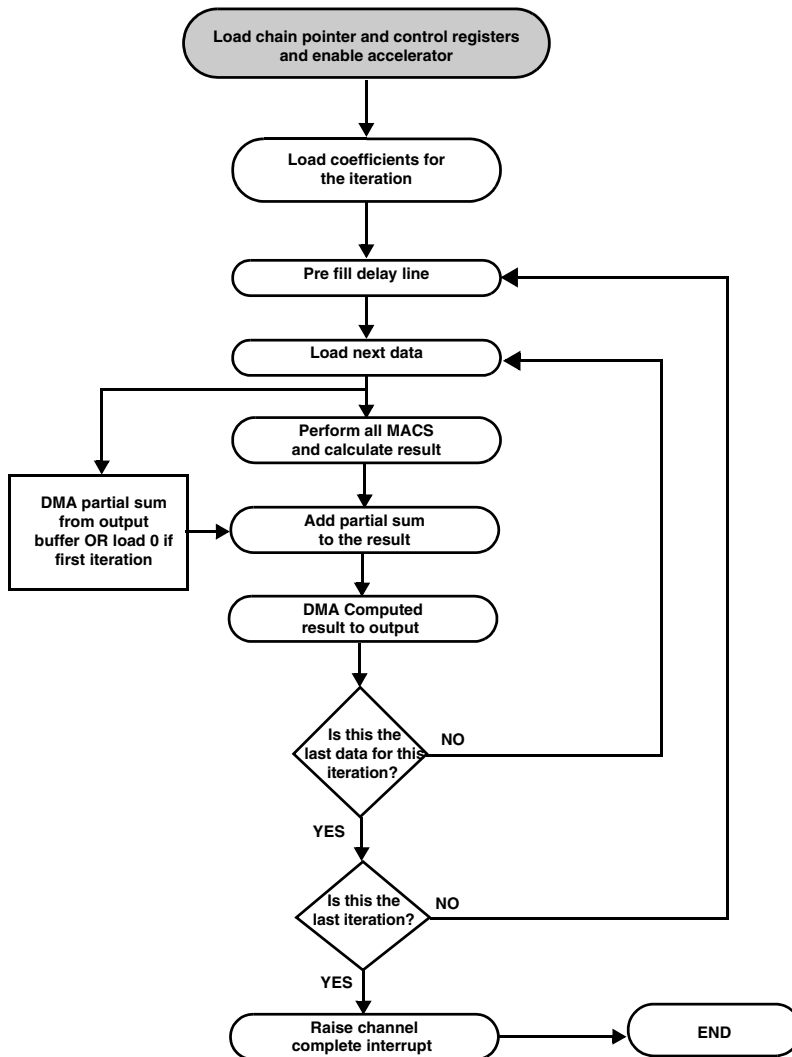 Load chain pointer and control registers
and enable accelerator
Load coefficients for
the iteration
Pre fill delay line
Load next data
Perform all MACS
and calculate result
DMA partial sum
from output
buffer OR load 0 if
first iteration
Add partial sum
to the result
DMA Computed
result to output
Is this the
last data for this
iteration?
NO
YES
Is this the
last iteration?
NO
YES
Raise channel
complete interrupt
END